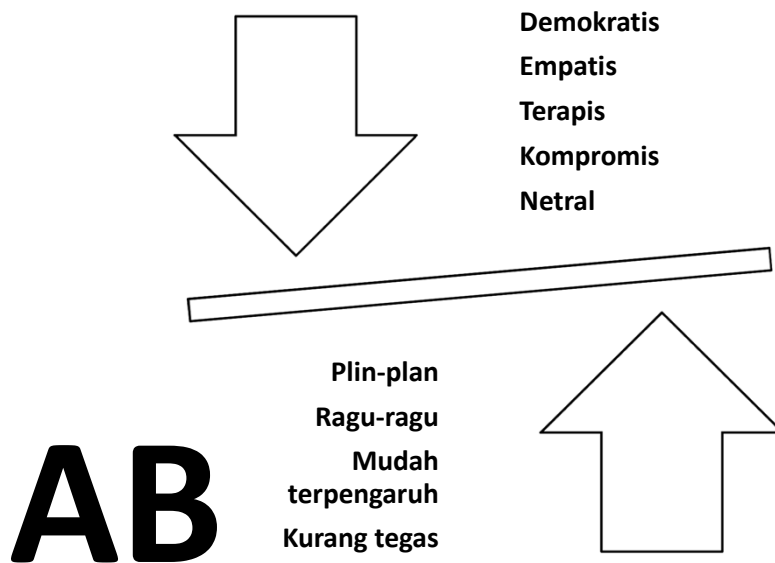 Demokratis
Empatis
Terapis
Kompromis
Netral
Plin-plan
Ragu-ragu
Mudah
terpengaruh
Kurang tegas
AB